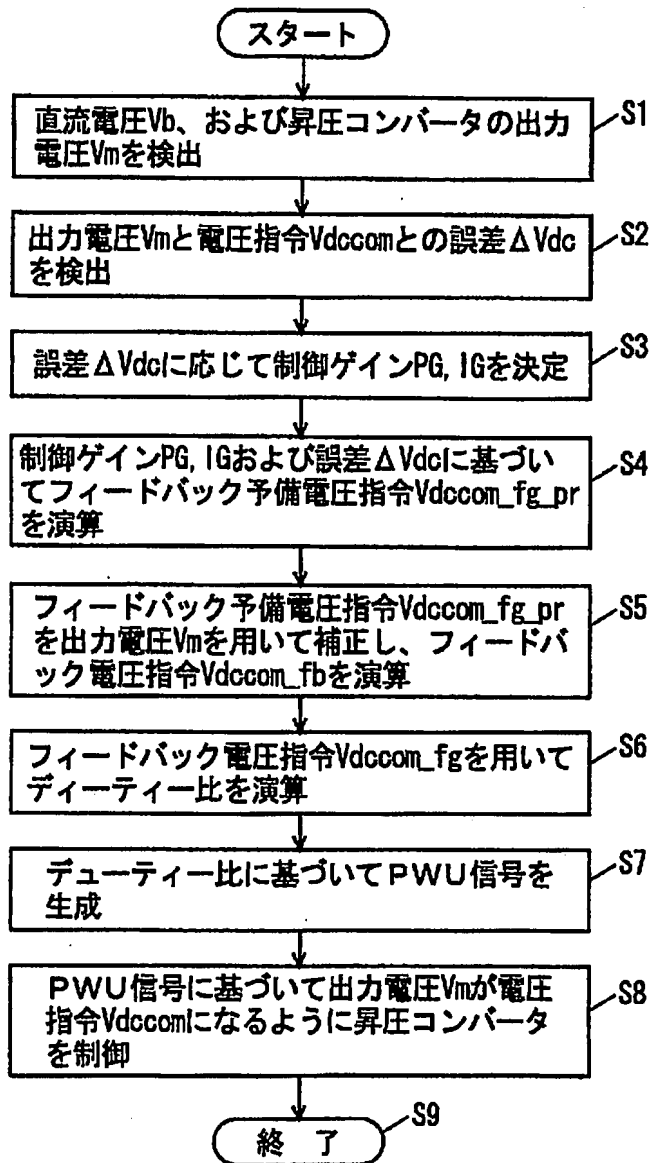 スタート
直流電圧Vb、および昇圧コンバータの出力
電圧Vmを検出
S1
出力電圧Vmと電圧指令Vdccomとの誤差ΔVdc
を検出
S2
誤差ΔVdcに応じて制御ゲインPG,IGを決定
S3
制御ゲインPG,IGおよび誤差ΔVdcに基づい
てフィードバック予備電圧指令Vdccom_fg_pr
を演算
S4
フィードバック予備電圧指令Vdccom_fg_pr
を出力電圧Vmを用いて補正し、フィードバ
ック電圧指令Vdccom_fbを演算
S5
フィードバック電圧指令Vdccom_fgを用いて
ディーティー比を演算
S6
デューティー比に基づいてPWU信号を
生成
S7
PWU信号に基づいて出力電圧Vmが電圧
指令Vdccomになるように昇圧コンバータ
を制御
S8
終 了
S9